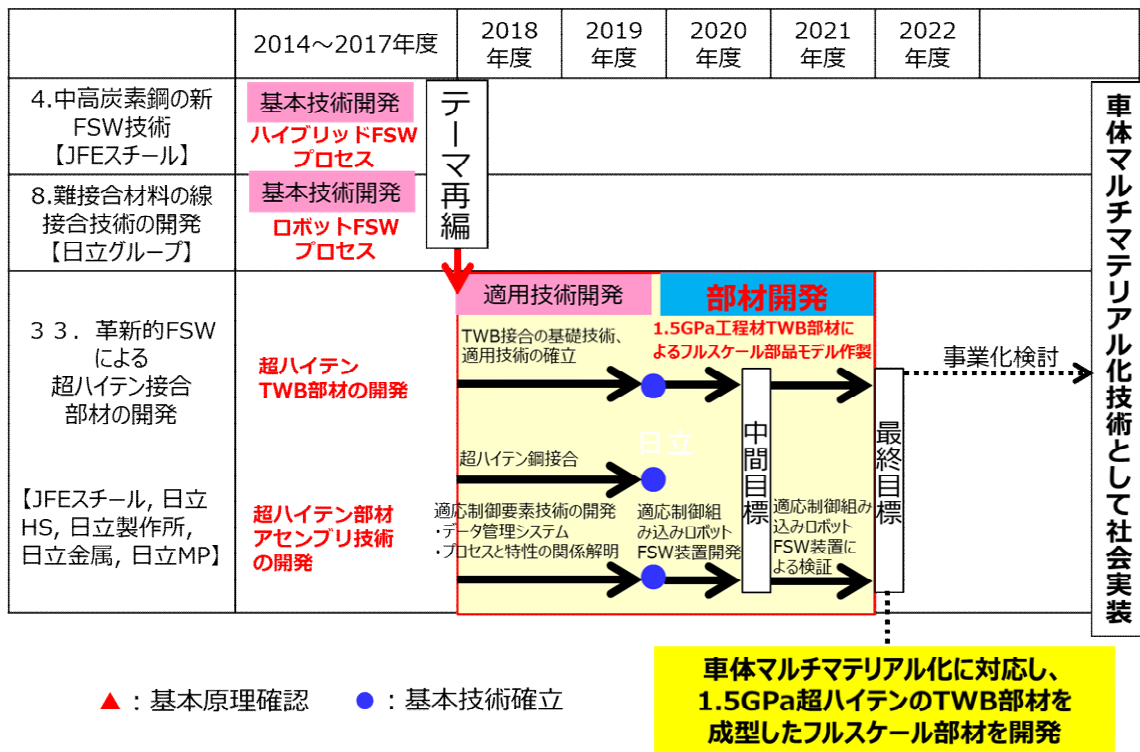 2014～2017年度
2018
年度
2019
年度
2020
年度
2021
年度
2022
年度
4.中高炭素鋼の新
FSW技術
【JFEスチール】
基本技術開発
ハイブリッドFSW
プロセス
テーマ再編
8.難接合材料の線
接合技術の開発
【日立グループ】
基本技術開発
ロボットFSW
プロセス
３３．革新的FSW
による
超ハイテン接合
部材の開発
【JFEスチール, 日立
HS, 日立製作所,
日立金属, 日立MP】
超ハイテン
TWB部材の開発
超ハイテン部材
アセンブリ技術
の開発
適用技術開発
部材開発
TWB接合の基礎技術、
適用技術の確立
1.5GPa工程材TWB部材に
よるフルスケール部品モデル作製
日立
超ハイテン鋼接合
適応制御要素技術の開発
・データ管理システム
・プロセスと特性の関係解明
適応制御組
み込みロボット
FSW装置開発
中間目標
適応制御組み
込みロボット
FSW装置に
よる検証
最終目標
事業化検討
車体マルチマテリアル化技術として社会実装
▲：基本原理確認
●：基本技術確立
車体マルチマテリアル化に対応し、
1.5GPa超ハイテンのTWB部材を
成型したフルスケール部材を開発